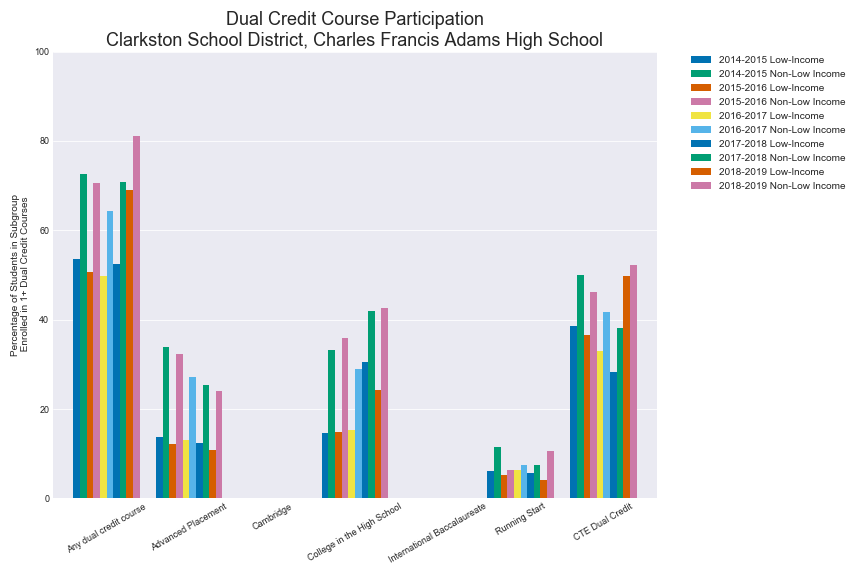 Dual Credit Course Participation
Clarkston School District, Charles Francis Adams High School
Percentage of Students in Subgroup
Enrolled in 1+ Dual Credit Courses
100
80
60
40
20
0
Any dual credit course
Advanced Placement
Cambridge
College in the High School
International Baccalaureate
Running Start
CTE Dual Credit
2014-2015 Low-Income
2014-2015 Non-Low Income
2015-2016 Low-Income
2015-2016 Non-Low Income
2016-2017 Low-Income
2016-2017 Non-Low Income
2017-2018 Low-Income
2017-2018 Non-Low Income
2018-2019 Low-Income
2018-2019 Non-Low Income